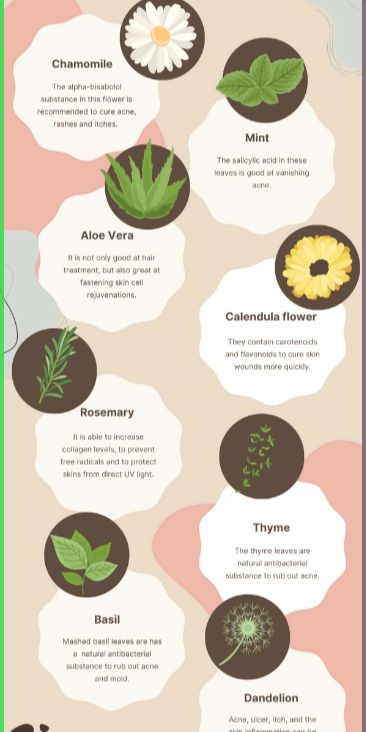 Chamomile
The alpha-bisabolol
substance in this flower is
recommended to cure acne,
rashes and itches.
Mint
The salicylic acid in these
leaves is good at vanishing
acne.
Aloe Vera
It is not only good at hair
treatment, but also great at
fastening skin cell
rejuvenations.
Calendula flower
They contain carotenoids
and flavonoids to cure skin
wounds more quickly.
Rosemary
It is able to increase
collagen levels, to prevent
free radicals and to protect
skins from direct UV light.
Thyme
The thyme leaves are
natural antibacterial
substance to rub out acne.
Basil
Mashed basil leaves are has
a natural antibacterial
substance to rub out acne
and mold.
Dandelion
Acne, ulcer, itch, and the
skin inflammation can be